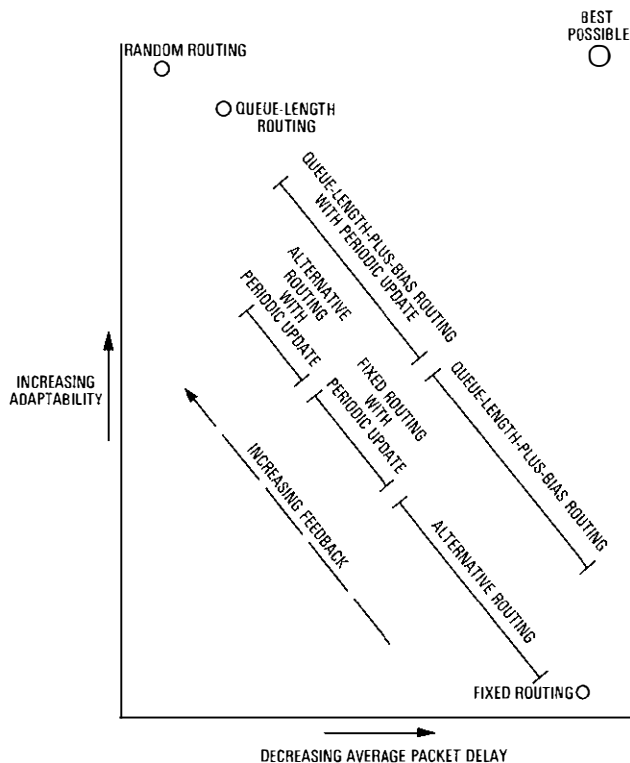 BEST
POSSIBLE
RANDOM ROUTING
QUEUE-LENGTH
ROUTING
QUEUE-LENGTH-PLUS-BIAS ROUTING
WITH PERIODIC UPDATE
ALTERNATIVE
ROUTING
WITH
PERIODIC UPDATE
FIXED ROUTING
WITH
PERIODIC UPDATE
QUEUE-LENGTH-PLUS-BIAS ROUTING
INCREASING
ADAPTABILITY
INCREASING FEEDBACK
ALTERNATIVE ROUTING
FIXED ROUTING
DECREASING AVERAGE PACKET DELAY